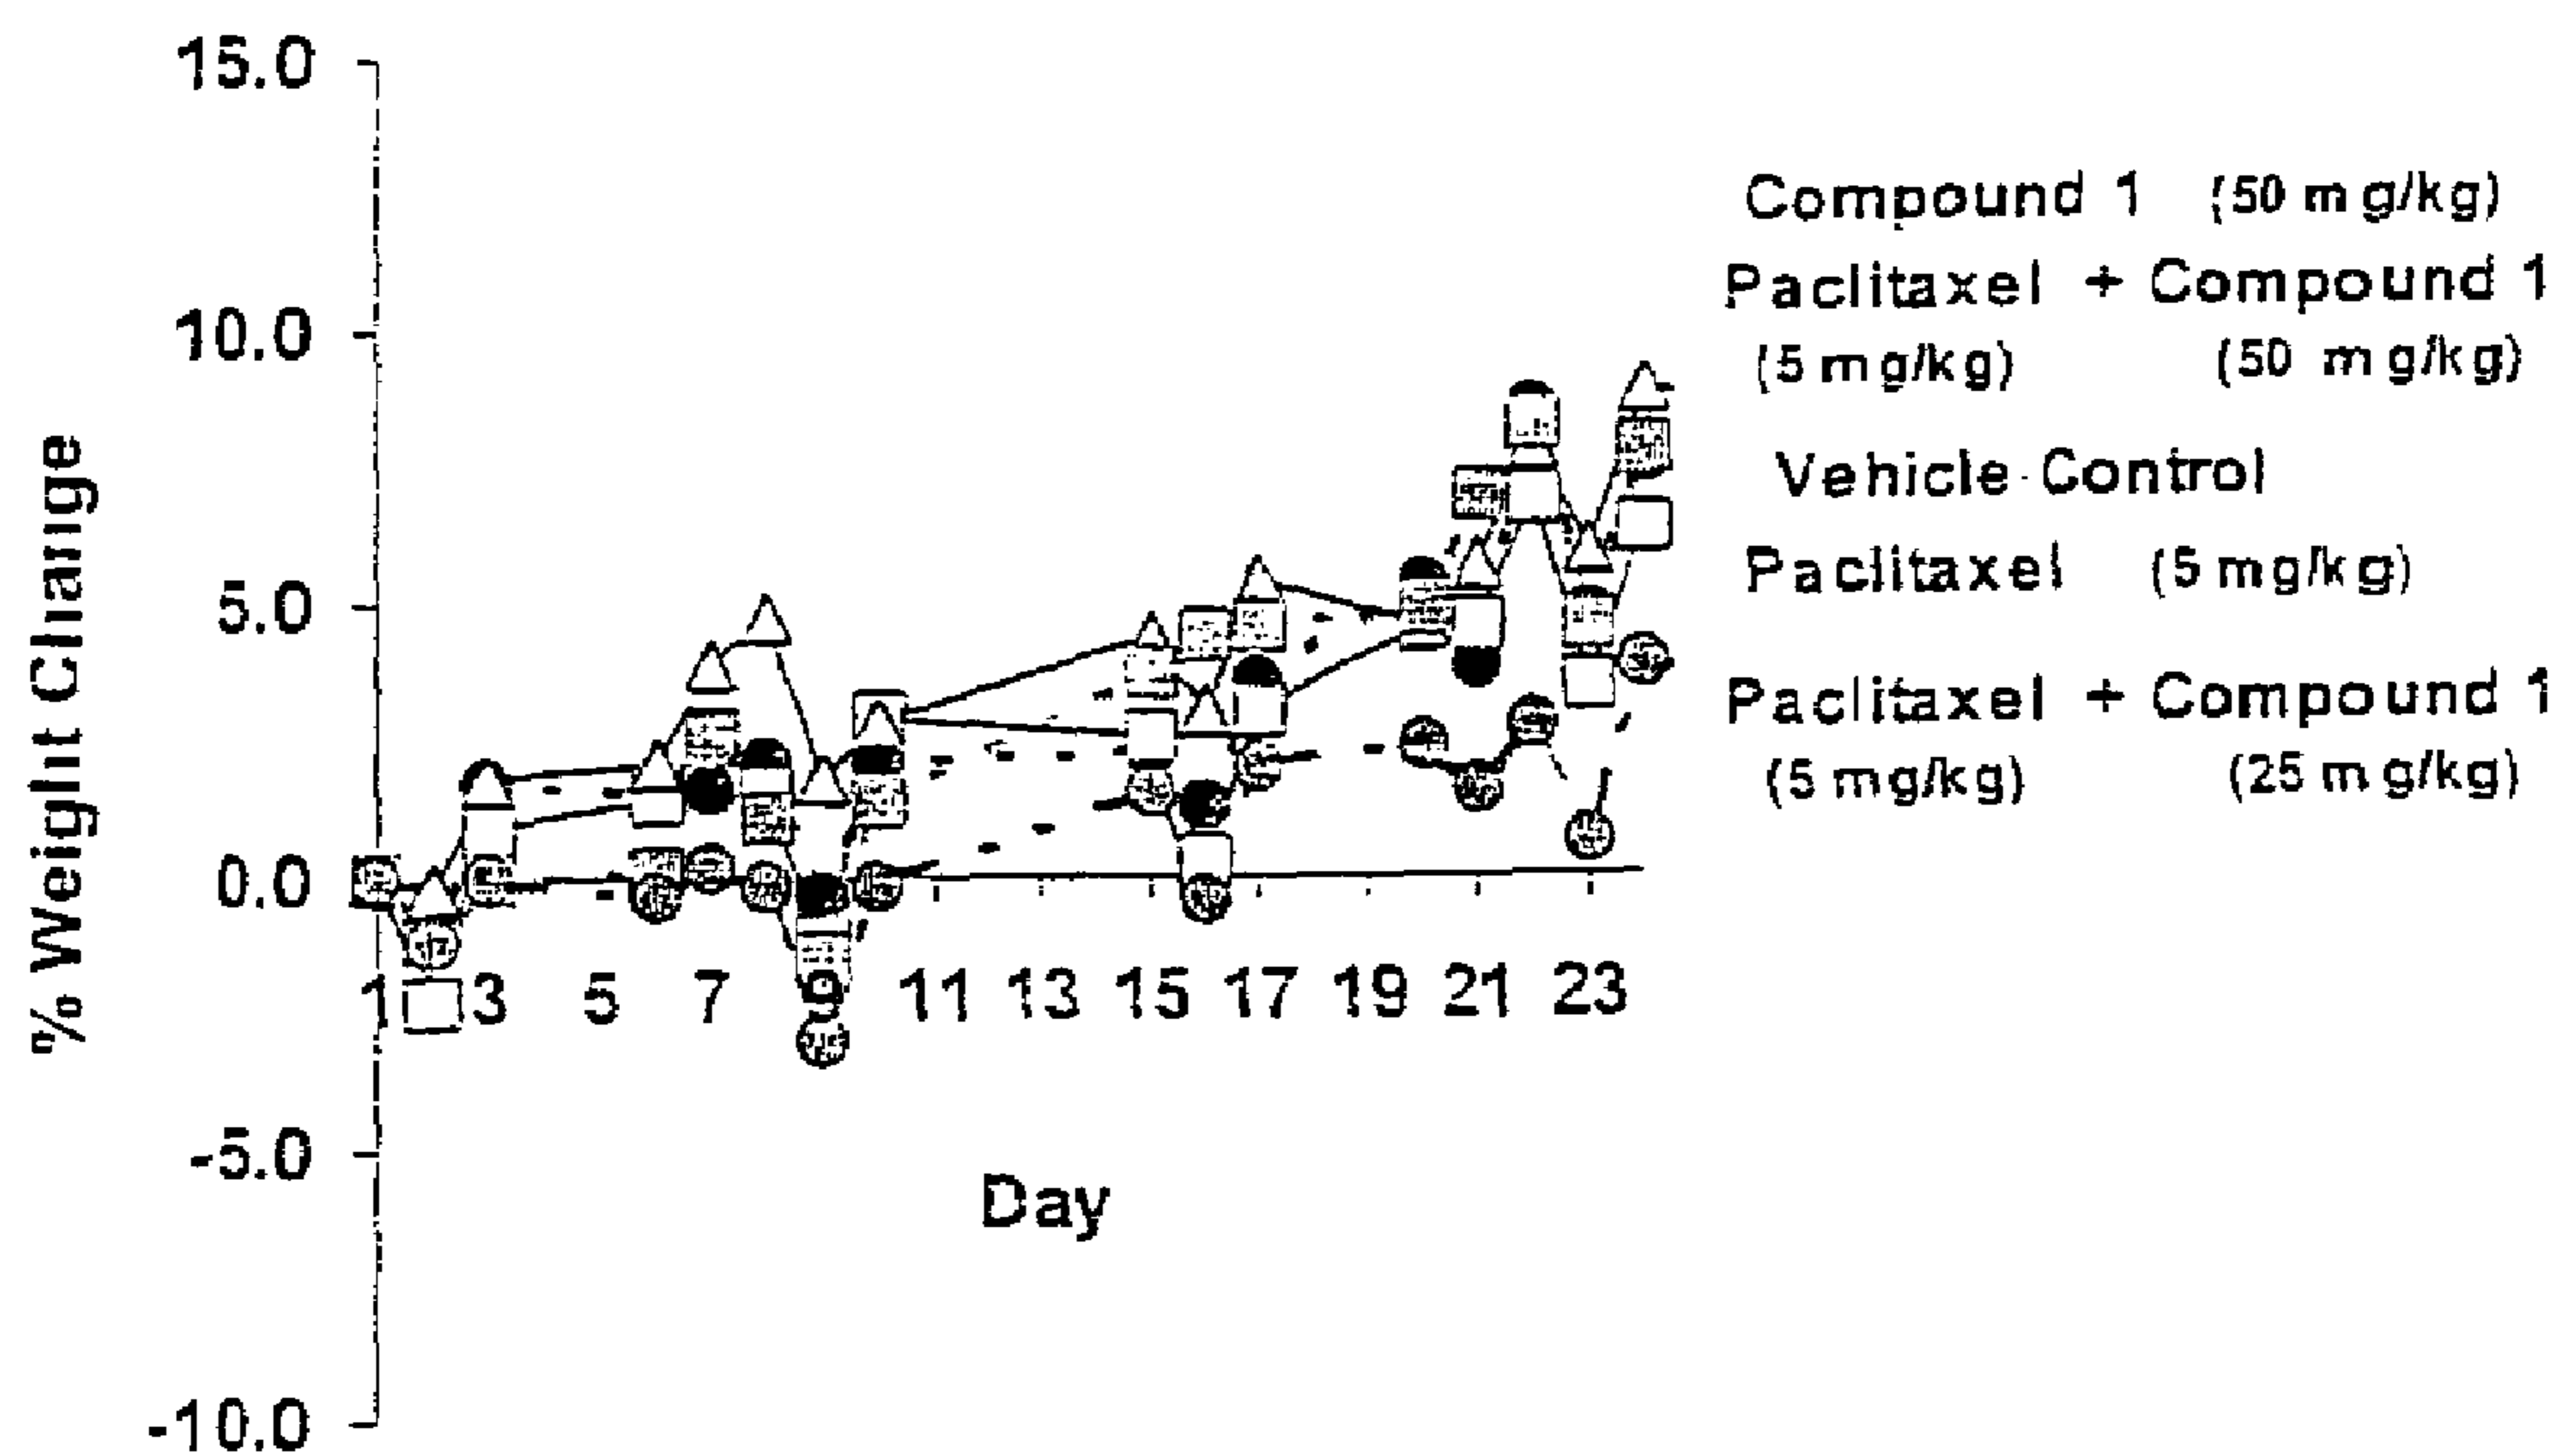 15.0
10.0
5.0
0.0
-5.0
-10.0
% Weight Change
1 3 5 7 9 11 13 15 17 19 21 23
Day
Compound 1 (50 mg/kg)
Paclitaxel + Compound 1
(5 mg/kg) (50 mg/kg)
Vehicle Control
Paclitaxel (5 mg/kg)
Paclitaxel + Compound 1
(5 mg/kg) (25 mg/kg)